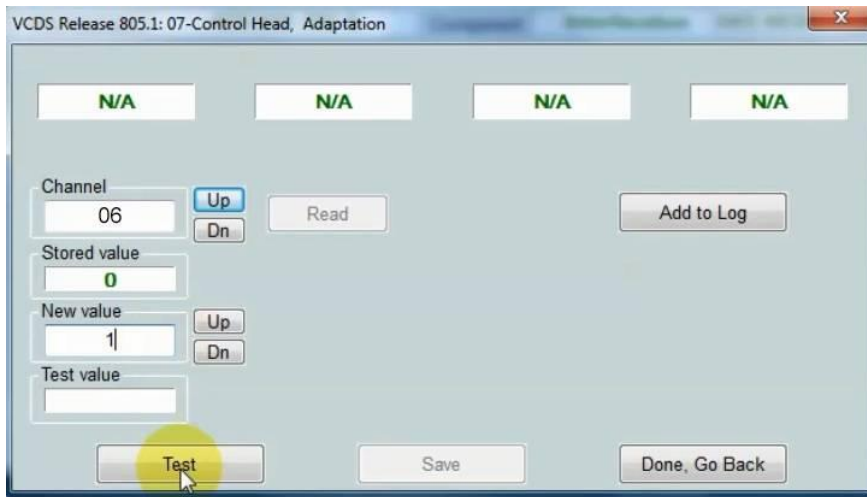 VCDS Release 805.1: 07-Control Head, Adaptation
N/A N/A N/A N/A
Channel
06
Up
Dn
Read
Add to Log
Stored value
0
New value
1
Up
Dn
Test value
Test
Save
Done, Go Back